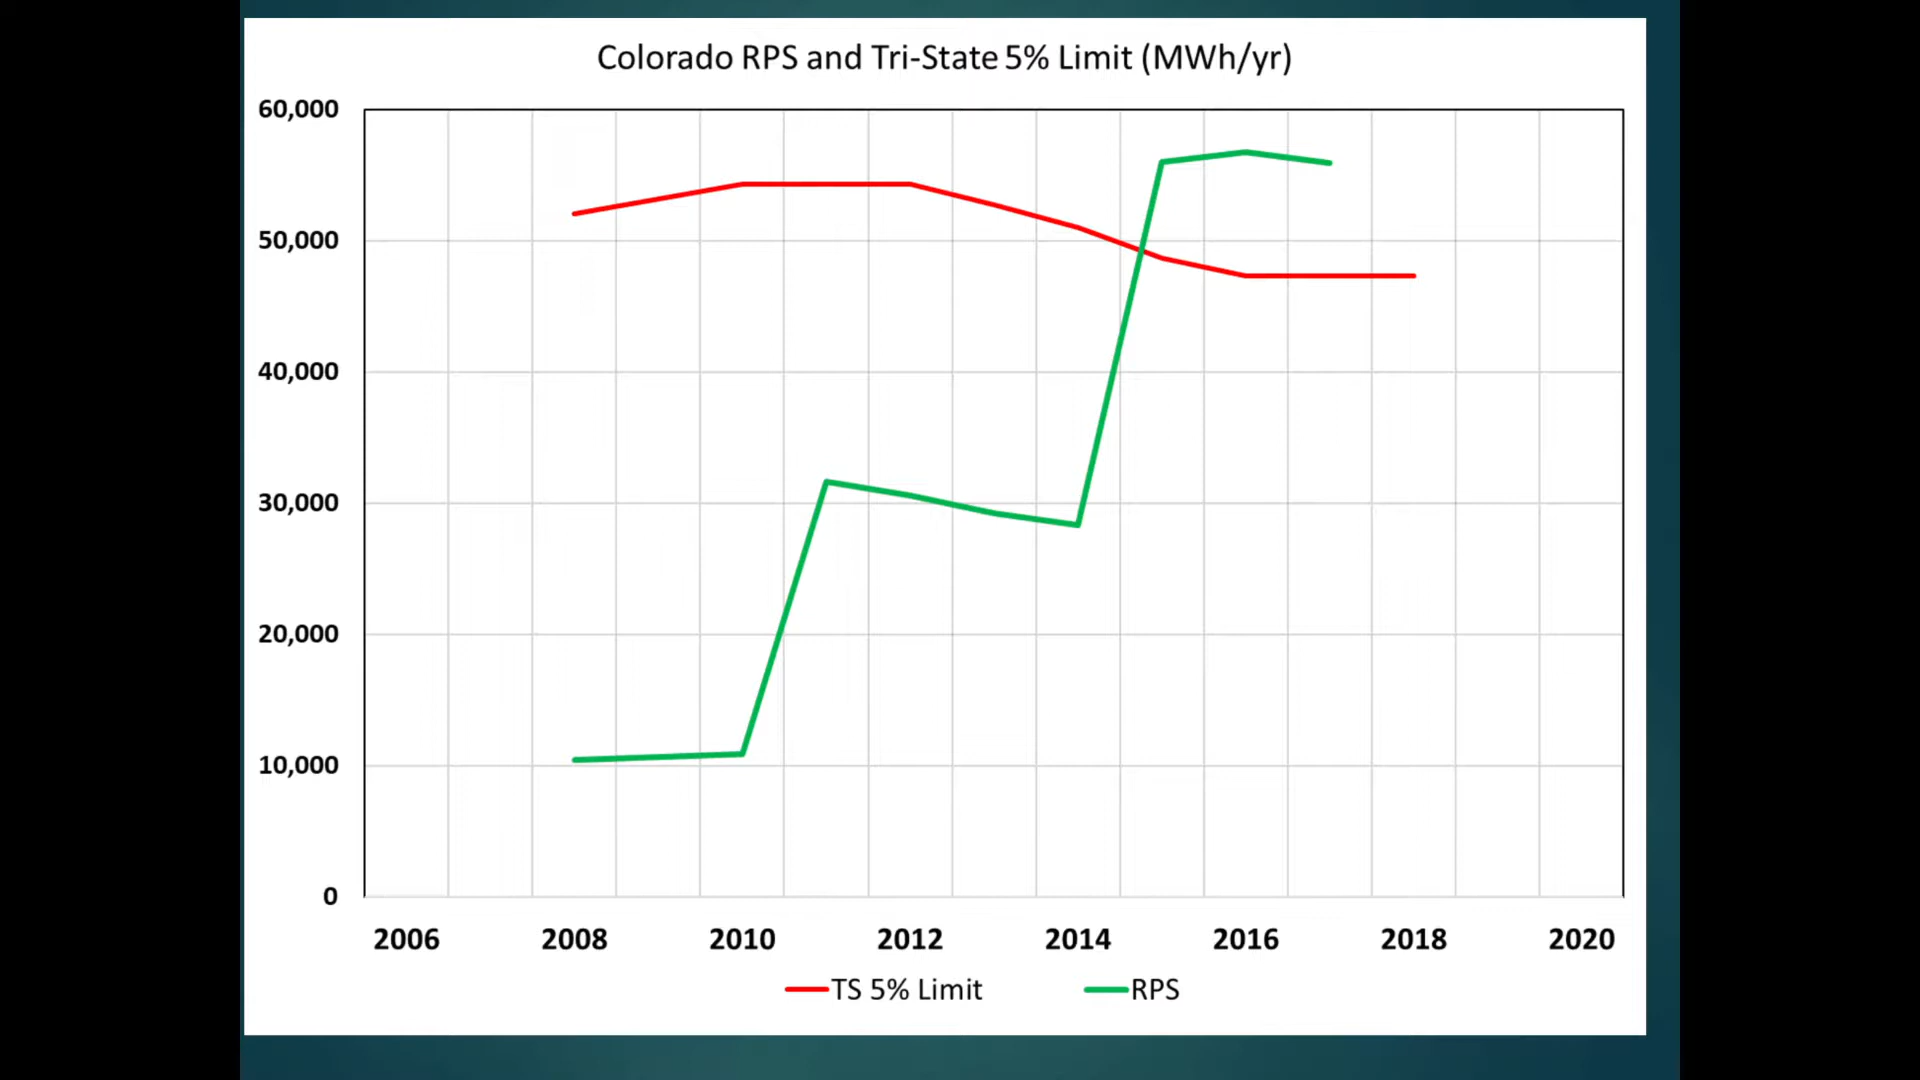 Colorado RPS and Tri-State 5% Limit (MWh/yr)
60,000
50,000
40,000
30,000
20,000
10,000
0
2006 2008 2010 2012 2014 2016 2018 2020
TS 5% Limit RPS